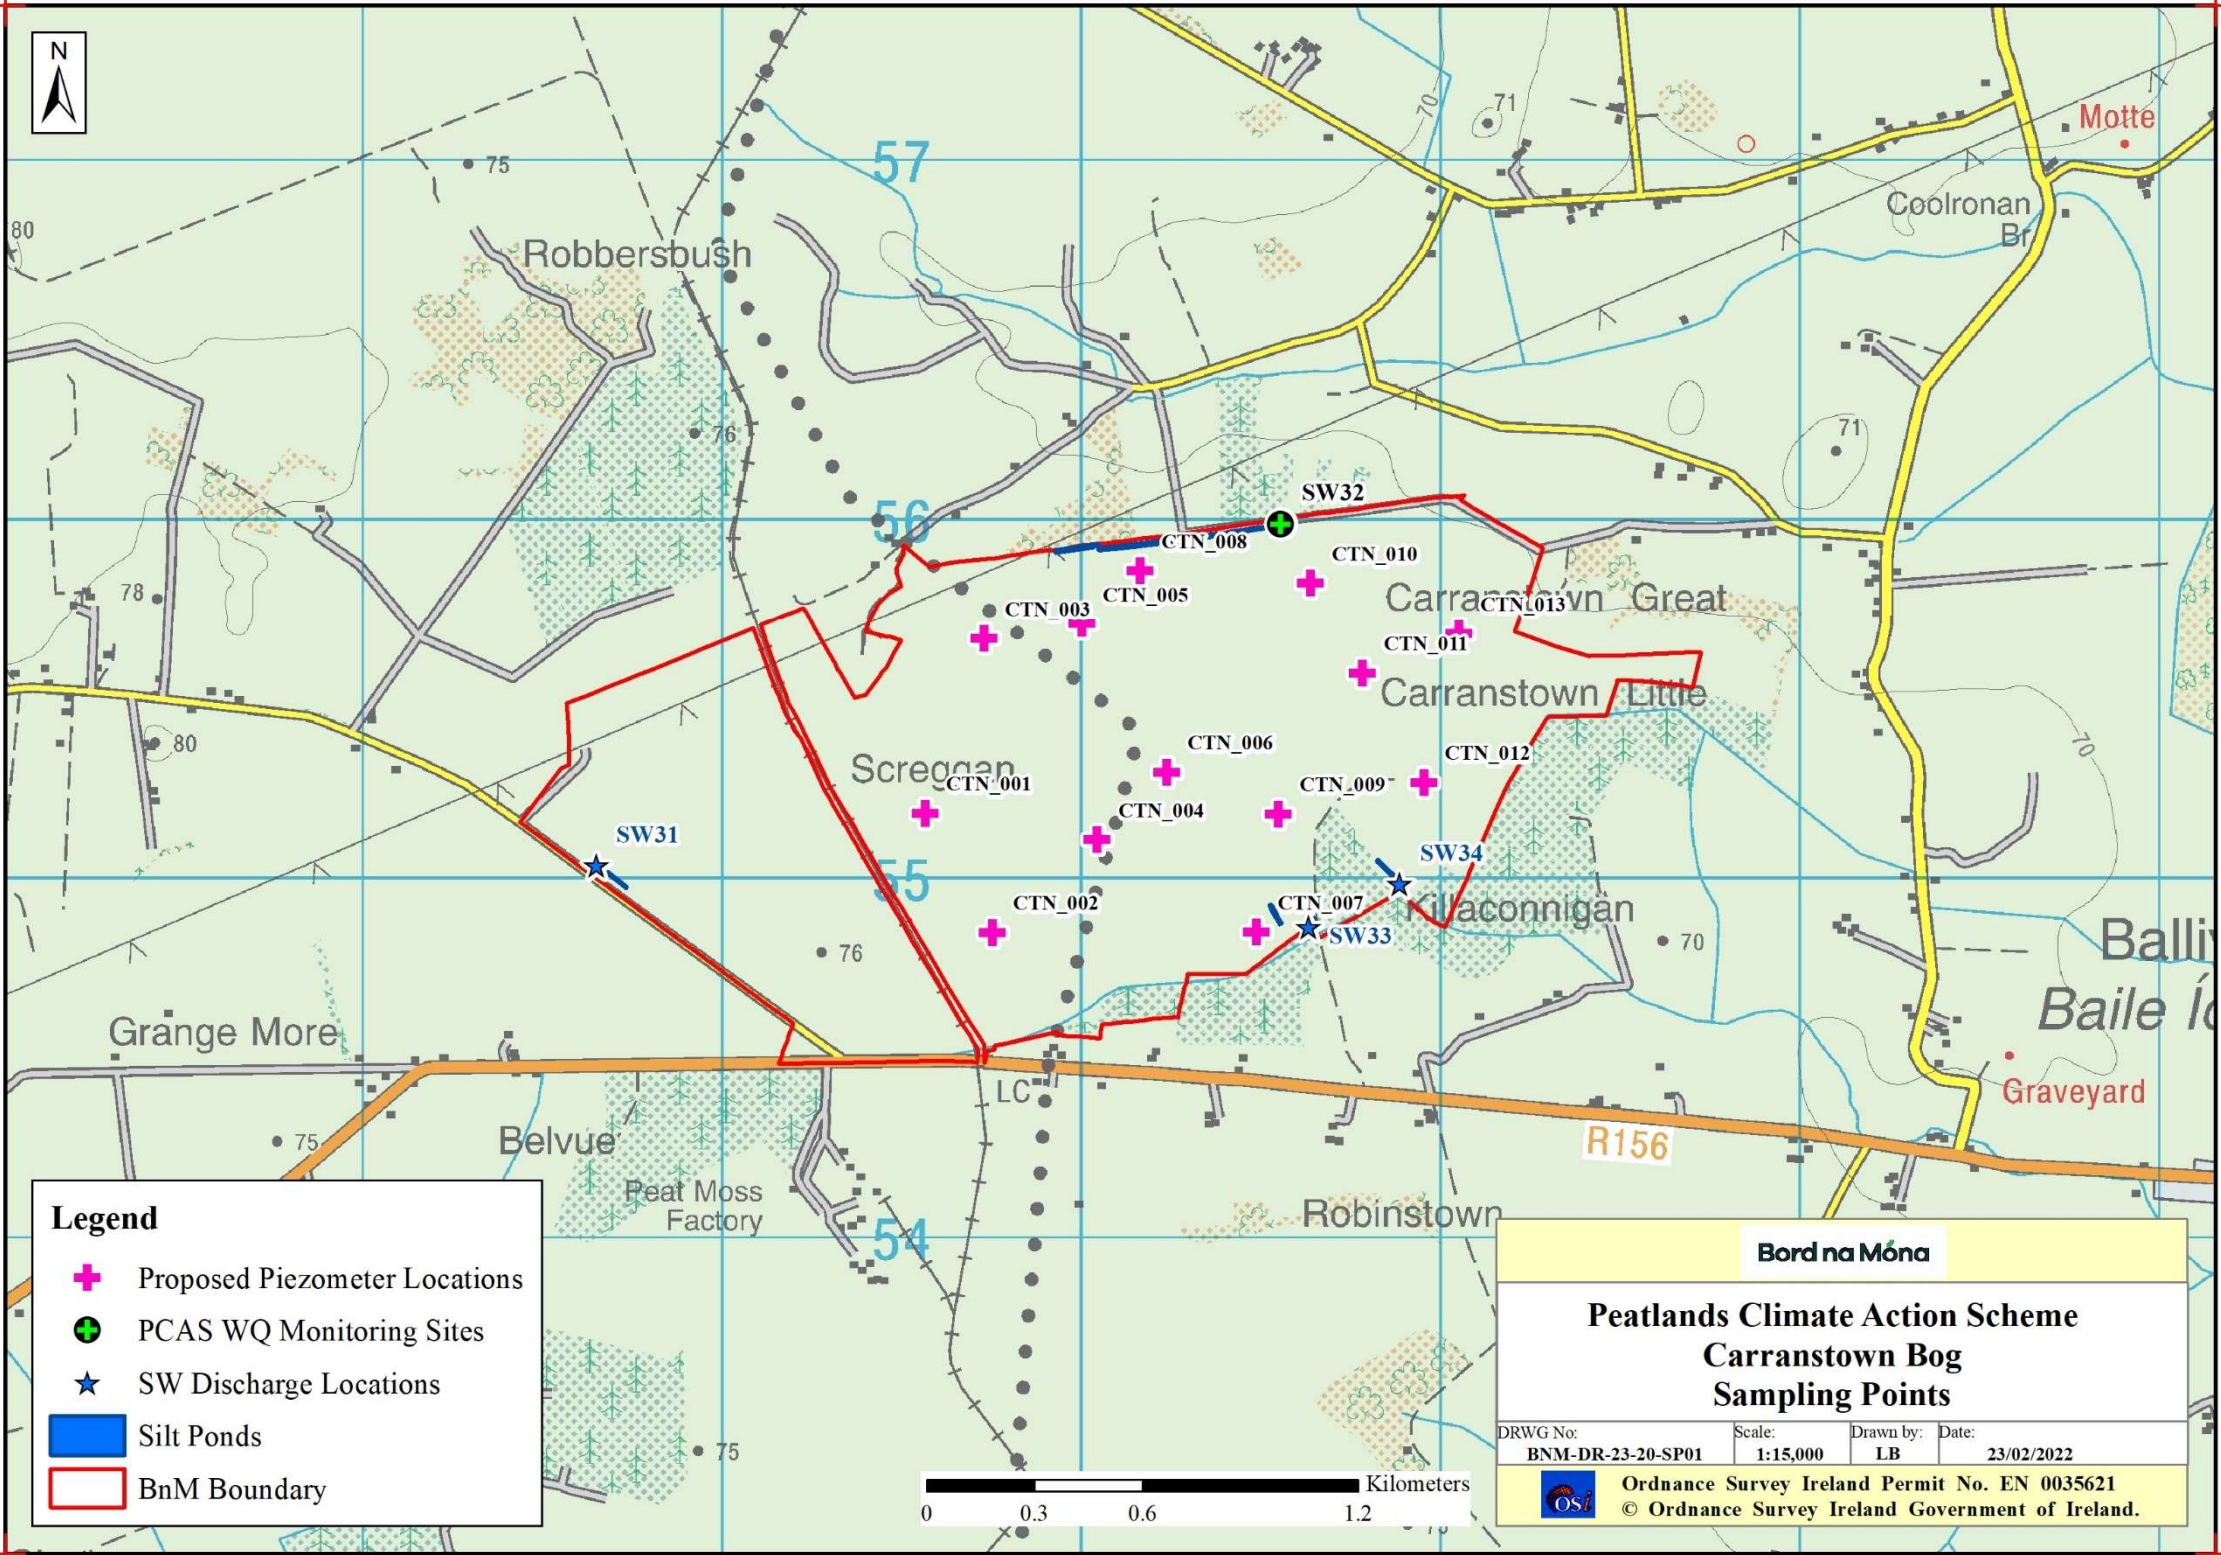 N
57
71
70
Motte
75
Coolronan
Br
80
Robbersbush
76
71
SW32
56
CTN_008
CTN_010
78
CTN_005
CTN_003
Carranstown Great
CTN_013
CTN_011
Carranstown Little
80
CTN_006
CTN_012
70
Screggan
CTN_001
CTN_009
CTN_004
SW31
SW34
55
CTN_002
CTN_007
Killaconnigan
SW33
76
70
Balli
Baile Ío
Grange More
LC
Graveyard
75
Belvue
R156
Peat Moss
Factory
Robinstown
54
75
Legend
Proposed Piezometer Locations
PCAS WQ Monitoring Sites
SW Discharge Locations
Silt Ponds
BnM Boundary
Kilometers
0 0.3 0.6 1.2
Bord na Móna
Peatlands Climate Action Scheme
Carranstown Bog
Sampling Points
DRWG No: Scale: Drawn by: Date:
BNM-DR-23-20-SP01 1:15,000 LB 23/02/2022
OSi
Ordnance Survey Ireland Permit No. EN 0035621
© Ordnance Survey Ireland Government of Ireland.